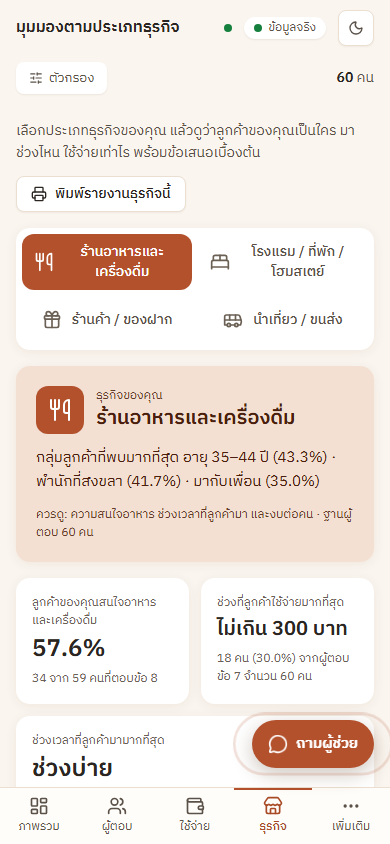 มุมมองตามประเภทธุรกิจ
ข้อมูลจริง
ตัวกรอง
60 คน
เลือกประเภทธุรกิจของคุณ แล้วดูว่าลูกค้าของคุณเป็นใคร มา
ช่วงไหน ใช้จ่ายเท่าไร พร้อมข้อเสนอเบื้องต้น
พิมพ์รายงานธุรกิจนี้
ร้านอาหารและ
เครื่องดื่ม
โรงแรม / ที่พัก /
โฮมสเตย์
ร้านค้า / ของฝาก
นำเที่ยว / ขนส่ง
ธุรกิจของคุณ
ร้านอาหารและเครื่องดื่ม
กลุ่มลูกค้าที่พบมากที่สุด อายุ 35–44 ปี (43.3%) ·
พำนักที่สงขลา (41.7%) · มากับเพื่อน (35.0%)
ควรดู: ความสนใจอาหาร ช่วงเวลาที่ลูกค้ามา และงบต่อคน · ฐานผู้
ตอบ 60 คน
ลูกค้าของคุณสนใจอาหาร
และเครื่องดื่ม
57.6%
34 จาก 59 คนที่ตอบข้อ 8
ช่วงที่ลูกค้าใช้จ่ายมากที่สุด
ไม่เกิน 300 บาท
18 คน (30.0%) จากผู้ตอบ
ข้อ 7 จำนวน 60 คน
ช่วงเวลาที่ลูกค้ามามากที่สุด
ช่วงบ่าย
ถามผู้ช่วย
ภาพรวม
ผู้ตอบ
ใช้จ่าย
ธุรกิจ
เพิ่มเติม